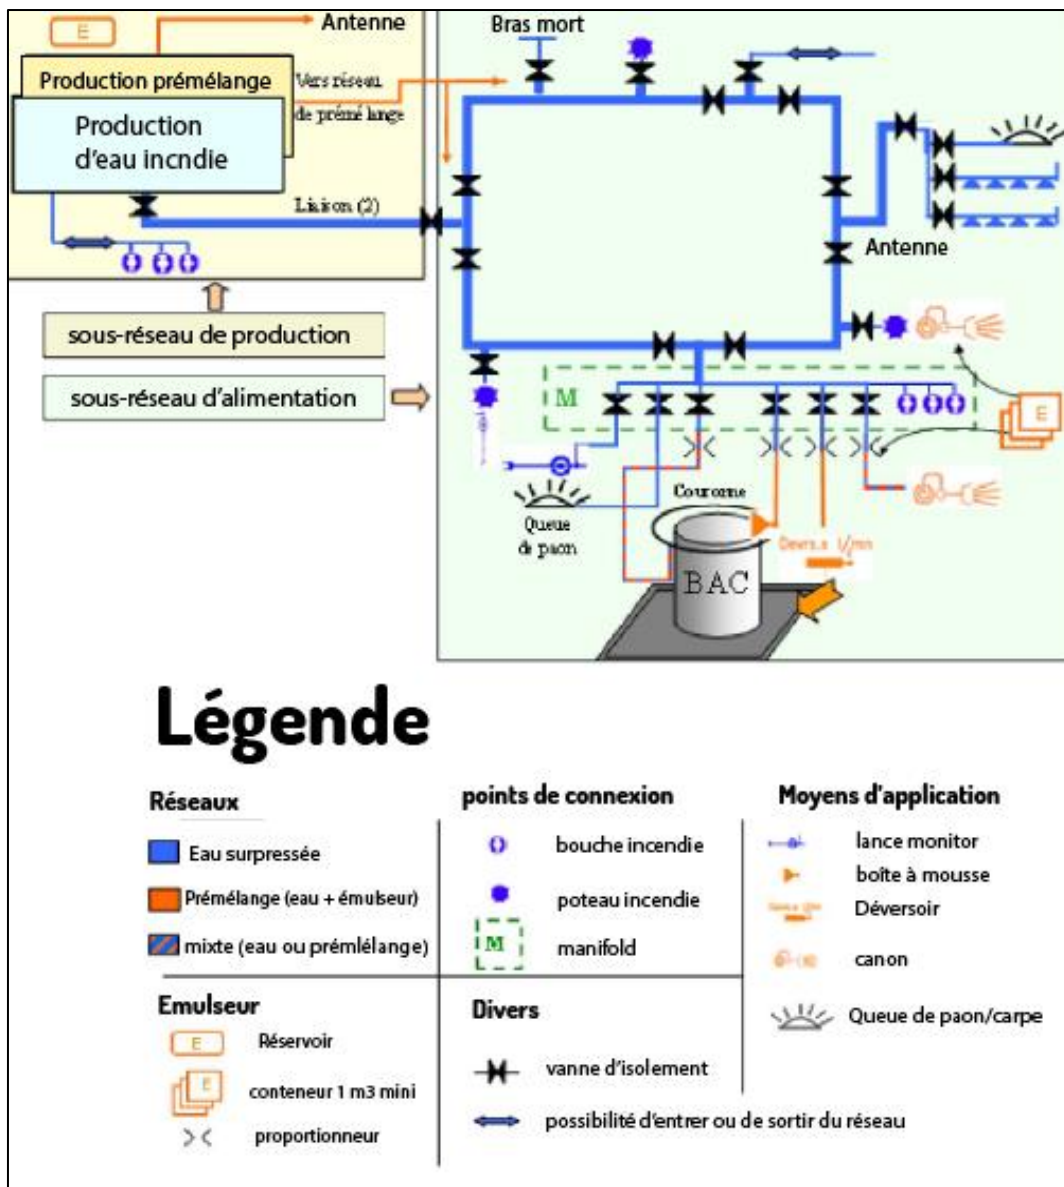 E
Antenne
Bras mort
Production prémélange
Vers réseau
de prémélange
Production
d'eau incndie
Liaison (2)
Antenne
sous-réseau de production
sous-réseau d'alimentation
M
E
Couronne
Queue
de paon
BAC
Légende
Réseaux
Eau surpressée
Prémélange (eau + émulseur)
mixte (eau ou prémlélange)
points de connexion
bouche incendie
poteau incendie
M
manifold
Moyens d'application
lance monitor
boîte à mousse
Déversoir
canon
Queue de paon/carpe
Emulseur
E
Réservoir
E
conteneur 1 m3 mini
proportionneur
Divers
vanne d'isolement
possibilité d'entrer ou de sortir du réseau